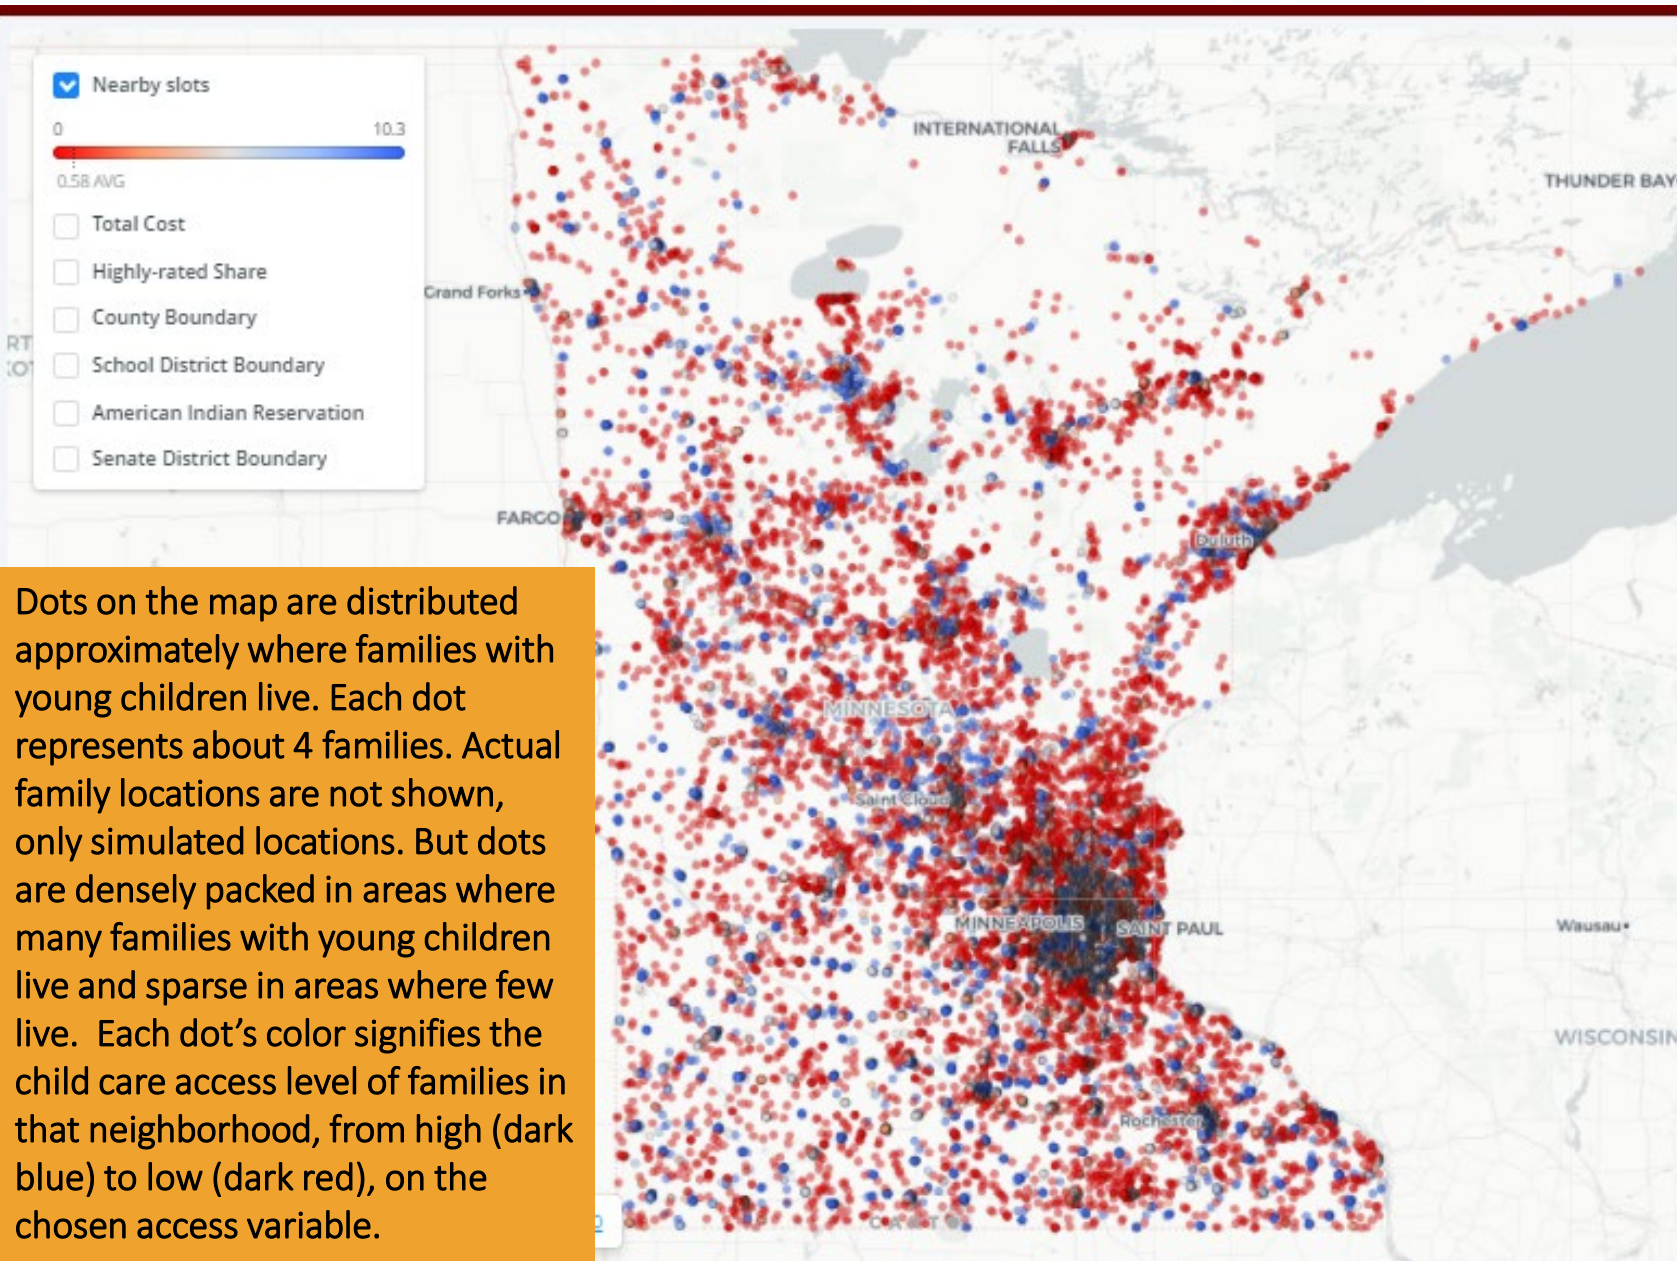 Nearby slots
0 10.3
0.58 AVG
Total Cost
Highly-rated Share
County Boundary
School District Boundary
American Indian Reservation
Senate District Boundary
INTERNATIONAL
FALLS
THUNDER BAY
Grand Forks
FARGO
Duluth
MINNESOTA
Saint Cloud
MINNEAPOLIS
SAINT PAUL
Wausau
WISCONSIN
Rochester
Dots on the map are distributed
approximately where families with
young children live. Each dot
represents about 4 families. Actual
family locations are not shown,
only simulated locations. But dots
are densely packed in areas where
many families with young children
live and sparse in areas where few
live.  Each dot’s color signifies the
child care access level of families in
that neighborhood, from high (dark
blue) to low (dark red), on the
chosen access variable.